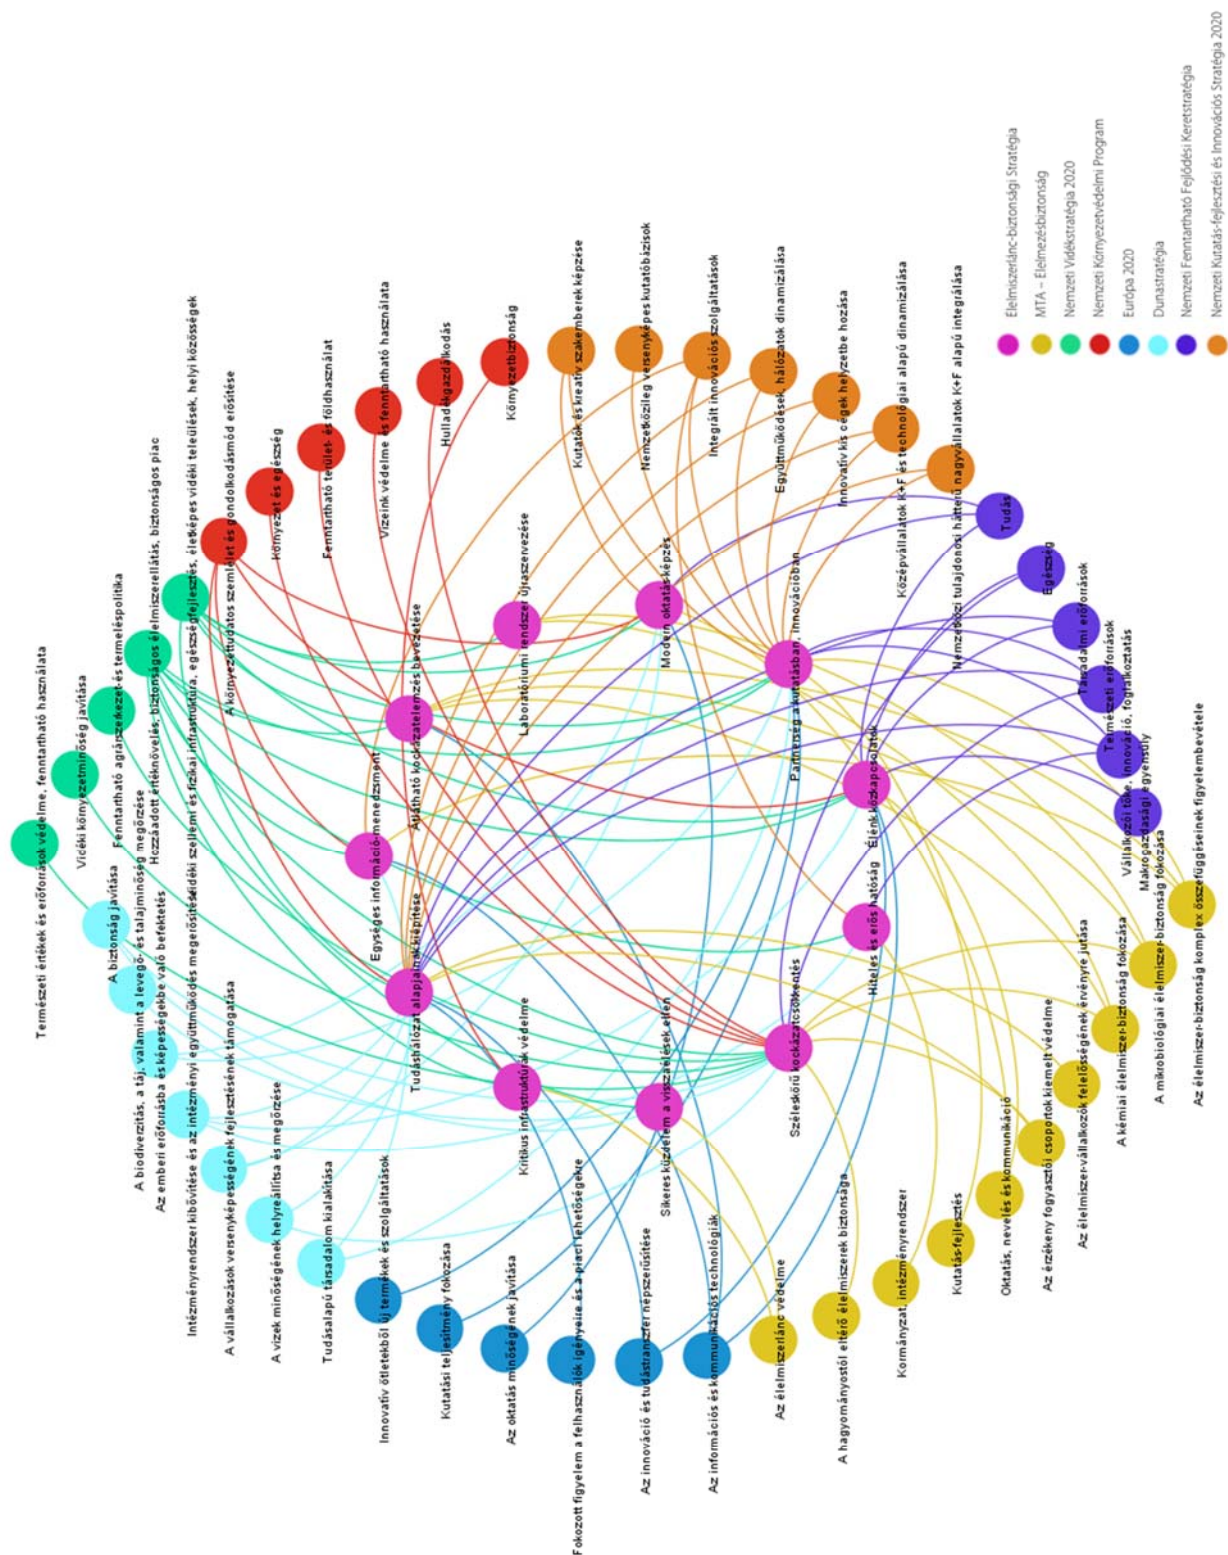 Természeti értékek és erőforrások védelme, fenntartható használata
Vidéki környezetminőség javítása
Fenntartható agrárszerkezet- és termeléspolitika
Hozzáadott értéknövelés, biztonságos élelmiszerellátás, biztonságos piac
vidéki szellemi és fizikai infrastruktúra, egészségfejlesztés, életképes vidéki települések, helyi közösségek
A környezettudatos szemlélet és gondolkodásmód erősítése
Környezet és egészség
Fenntartható terület- és földhasználat
Vizeink védelme és fenntartható használata
Hulladékgazdálkodás
Környezetbiztonság
Kutatók és kreatív szakemberek képzése
Nemzetközileg versenyképes kutatóbázisok
Integrált innovációs szolgáltatások
Együttműködések, hálózatok dinamizálása
Innovatív kis cégek helyzetbe hozása
Középvállalatok K+F és technológiai alapú dinamizálása
Nemzetközi tulajdonosi hátterű nagyvállalatok K+F alapú integrálása
Tudás
Egészség
Társadalmi erőforrások
Természeti erőforrások
Vállalkozói tőke, innováció, foglalkoztatás
Makrogazdasági egyensúly
Az élelmiszer-biztonság komplex összefüggéseinek figyelembevétele
A mikrobiológiai élelmiszer-biztonság fokozása
A kémiai élelmiszer-biztonság fokozása
Az élelmiszer-vállalkozók felelősségének érvényre jutása
Az érzékeny fogyasztói csoportok kiemelt védelme
Oktatás, nevelés és kommunikáció
Kutatás-fejlesztés
Kormányzat, intézményrendszer
A hagyományostól eltérő élelmiszerek biztonsága
Az élelmiszerlánc védelme
Az információs és kommunikációs technológiák
Az innováció és tudástranszfer népszerűsítése
Fokozott figyelem a felhasználók igényeire és a piaci lehetőségekre
Az oktatás minőségének javítása
Kutatási teljesítmény fokozása
Innovatív ötletekből új termékek és szolgáltatások
Tudásalapú társadalom kialakítása
A vizek minőségének helyreállítsa és megőrzése
A vállalkozások versenyképességének fejlesztésének támogatása
Intézményrendszer kibővítése és az intézményi együttműködés megerősítése
Az emberi erőforrásba és képességekbe való befektetés
A biodiverzitás, a táj, valamint a levegő- és talajminőség megőrzése
A biztonság javítása
Egységes információ-menedzsment
Átlátható kockázatelemzés bevezetése
Laboratóriumi rendszer újraszervezése
Modern oktatás-képzés
Partnerség a kutatásban, innovációban
Élénk közkapcsolatok
Hiteles és erős hatóság
Széleskörű kockázatcsökkentés
Sikeres küzdelem a visszaélések ellen
Kritikus infrastruktúrák védelme
Tudáshálózat alapjainak kiépítése
Élelmiszerlánc-biztonsági Stratégia
MTA – Élelmezésbiztonság
Nemzeti Vidékstratégia 2020
Nemzeti Környezetvédelmi Program
Európa 2020
Dunastratégia
Nemzeti Fenntartható Fejlődési Keretstratégia
Nemzeti Kutatás-fejlesztési és Innovációs Stratégia 2020